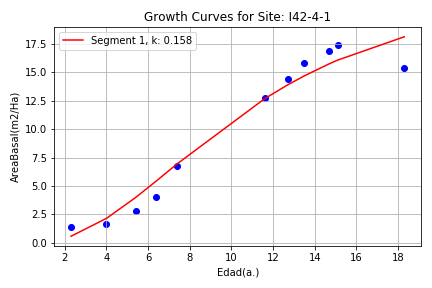 Growth Curves for Site: I42-4-1
Segment 1, k: 0.158
AreaBasal(m2/Ha)
17.5
15.0
12.5
10.0
7.5
5.0
2.5
0.0
2 4 6 8 10 12 14 16 18
Edad(a.)